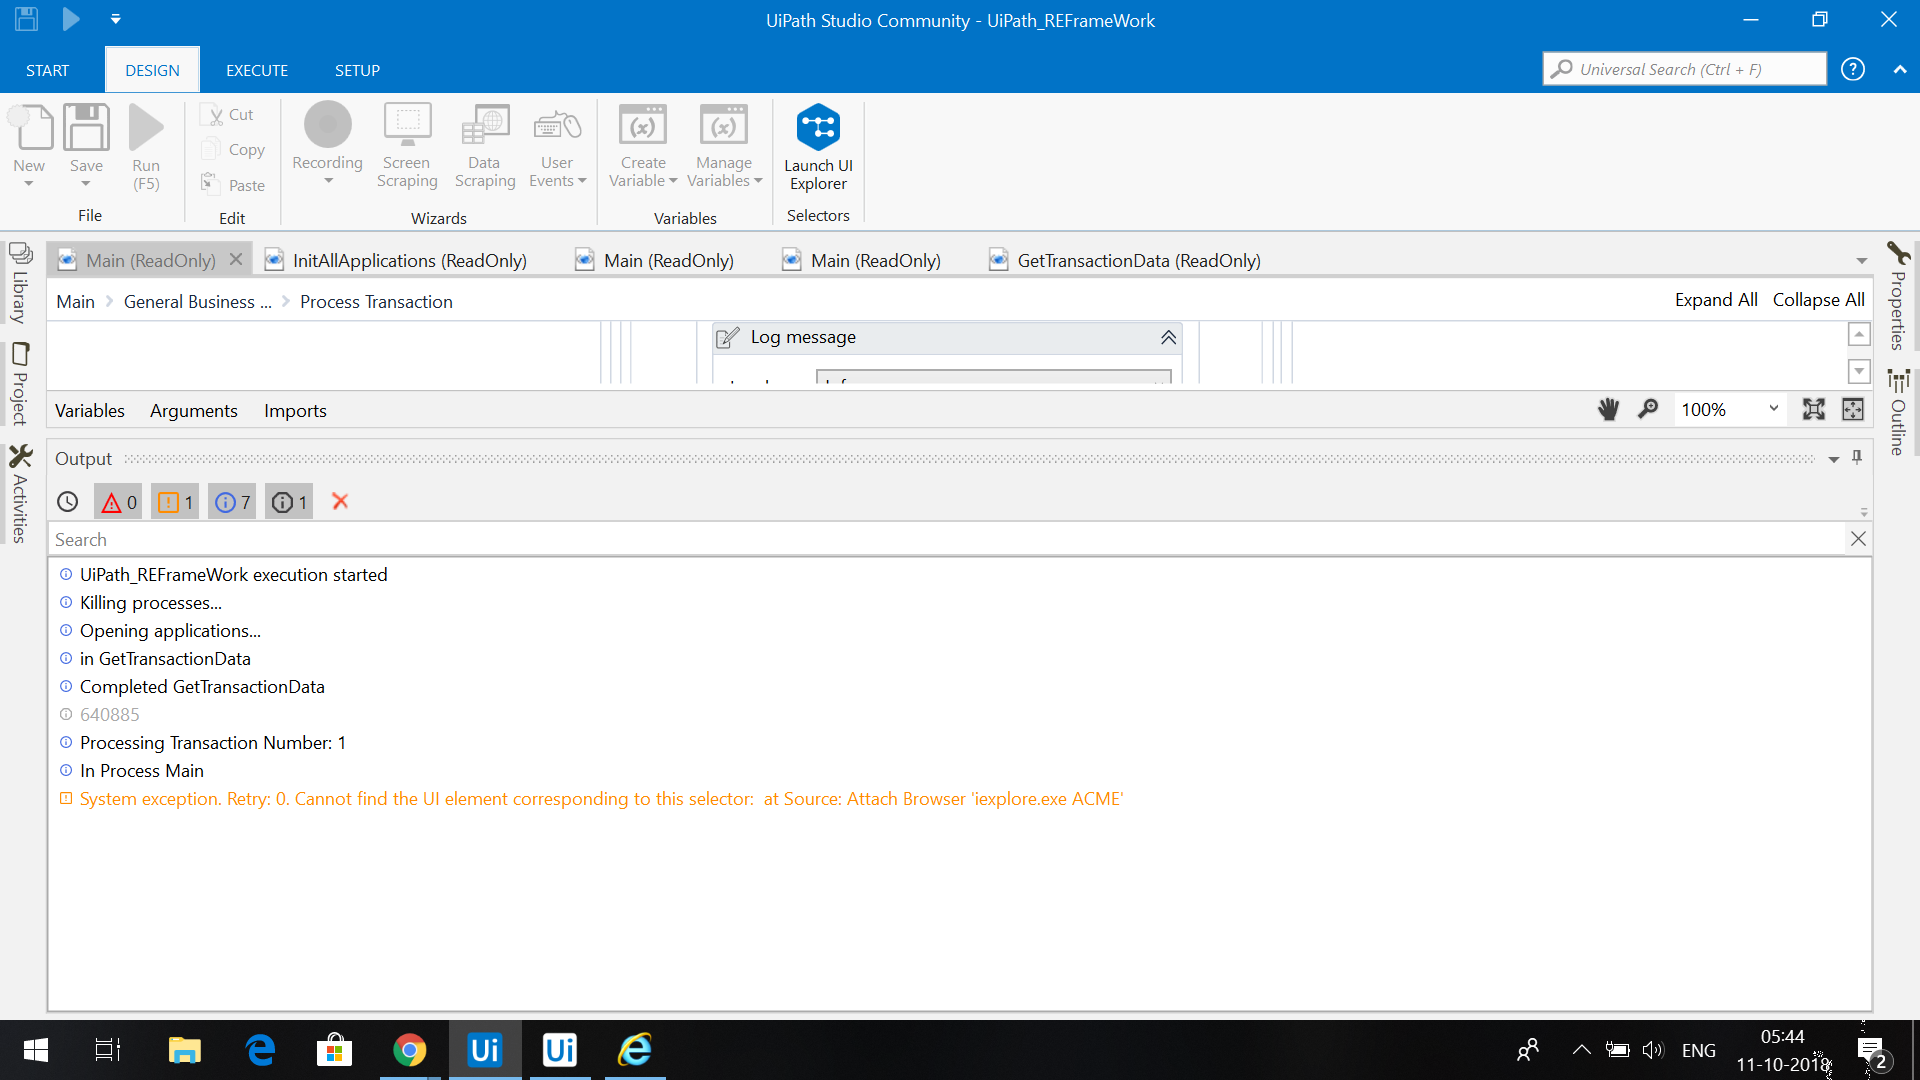 UiPath Studio Community - UiPath_REFrameWork
START DESIGN EXECUTE SETUP
Universal Search (Ctrl + F)
New
Save
Run
(F5)
File
Cut
Copy
Paste
Edit
Recording
Screen
Scraping
Data
Scraping
User
Events
Wizards
Create
Variable
Manage
Variables
Variables
Launch UI
Explorer
Selectors
Main (ReadOnly) InitAllApplications (ReadOnly) Main (ReadOnly) Main (ReadOnly) GetTransactionData (ReadOnly)
Main General Business ... Process Transaction
Expand All Collapse All
Library
Project
Activities
Properties
Outline
Log message
Variables Arguments Imports
100%
Output
0 1 7 1
Search
UiPath_REFrameWork execution started
Killing processes...
Opening applications...
in GetTransactionData
Completed GetTransactionData
640885
Processing Transaction Number: 1
In Process Main
System exception. Retry: 0. Cannot find the UI element corresponding to this selector:  at Source: Attach Browser 'iexplore.exe ACME'
Ui Ui
ENG
05:44
11-10-2018
2